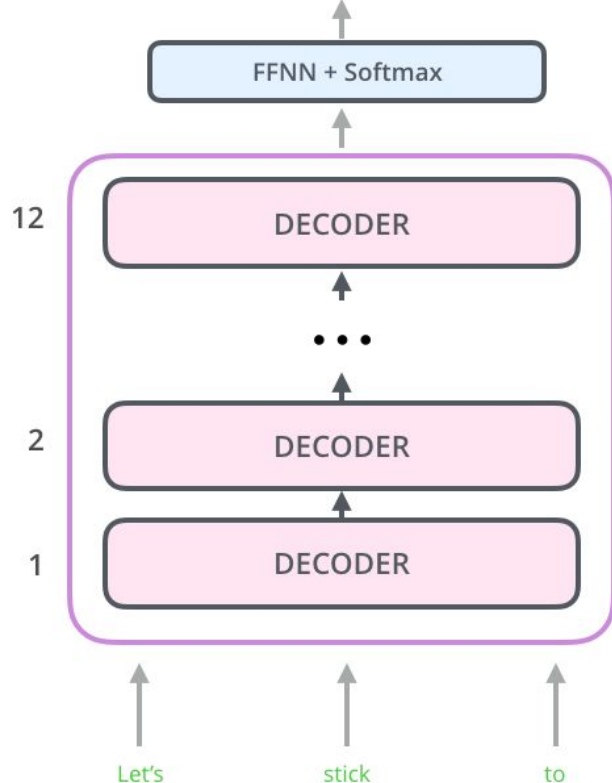 FFNN + Softmax
12
DECODER
2
DECODER
1
DECODER
Let's stick to